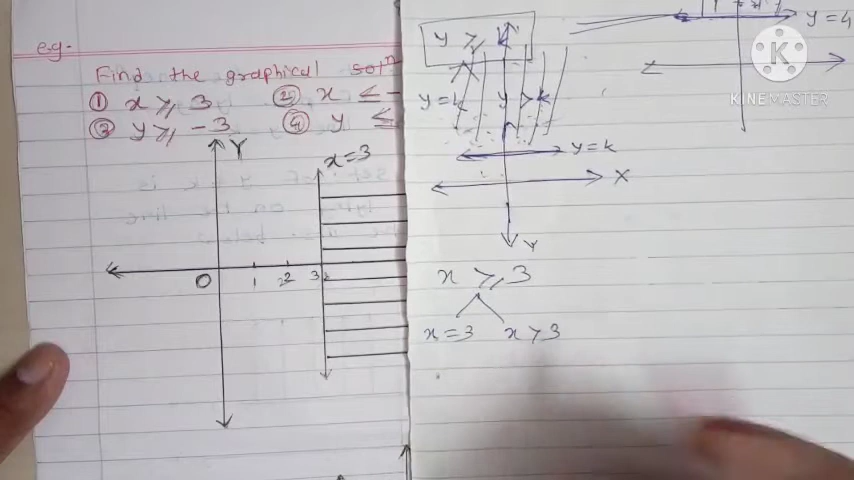 e.g.
Find the graphical soln
① x ≥ 3 ② x ≤ -
③ y ≥ -3 ④ y ≤
Y
x=3
O 1 2 3
y ≥ k
y=k y>k
y=k
X
Y
x ≥ 3
x=3 x>3
y=4
K
KINEMASTER